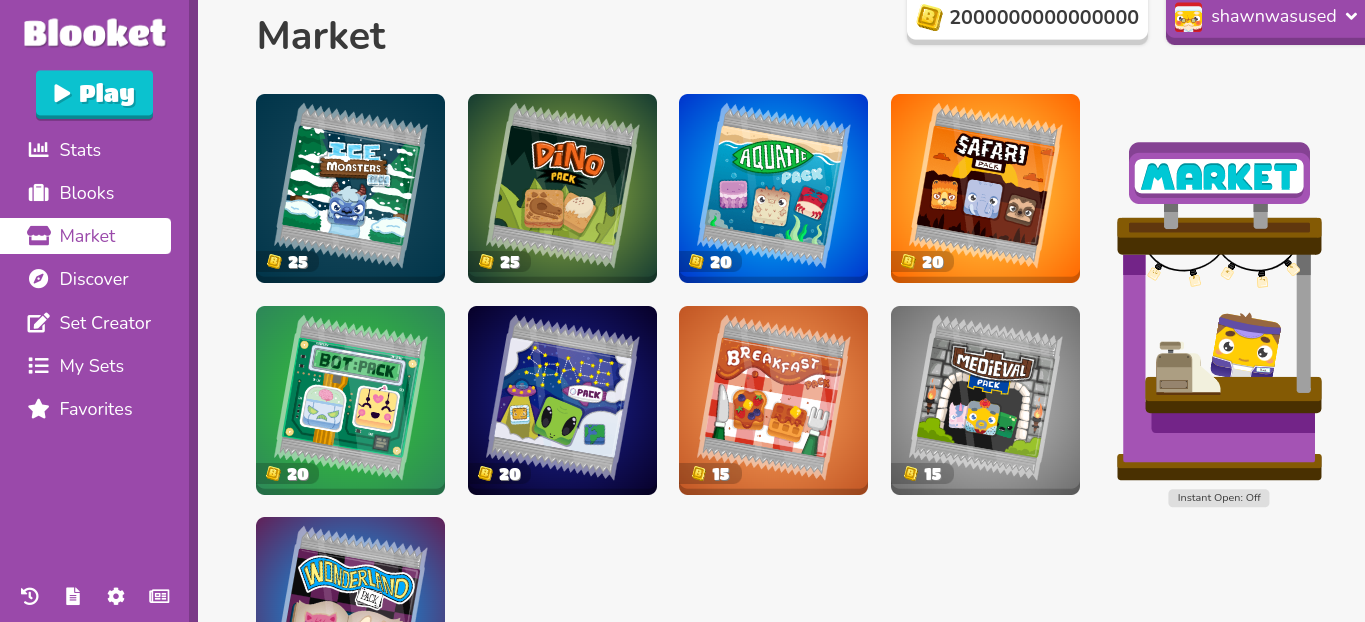 Blooket
Play
Stats
Blooks
Market
Discover
Set Creator
My Sets
Favorites
Market
2000000000000000
shawnwasused
ICE
MONSTERS
PACK
25
DINO
PACK
25
AQUATIC
PACK
20
SAFARI
PACK
20
BOT:PACK
20
SPACE
PACK
20
BREAKFAST
PACK
15
MEDIEVAL
PACK
15
WONDERLAND
PACK
MARKET
Instant Open: Off